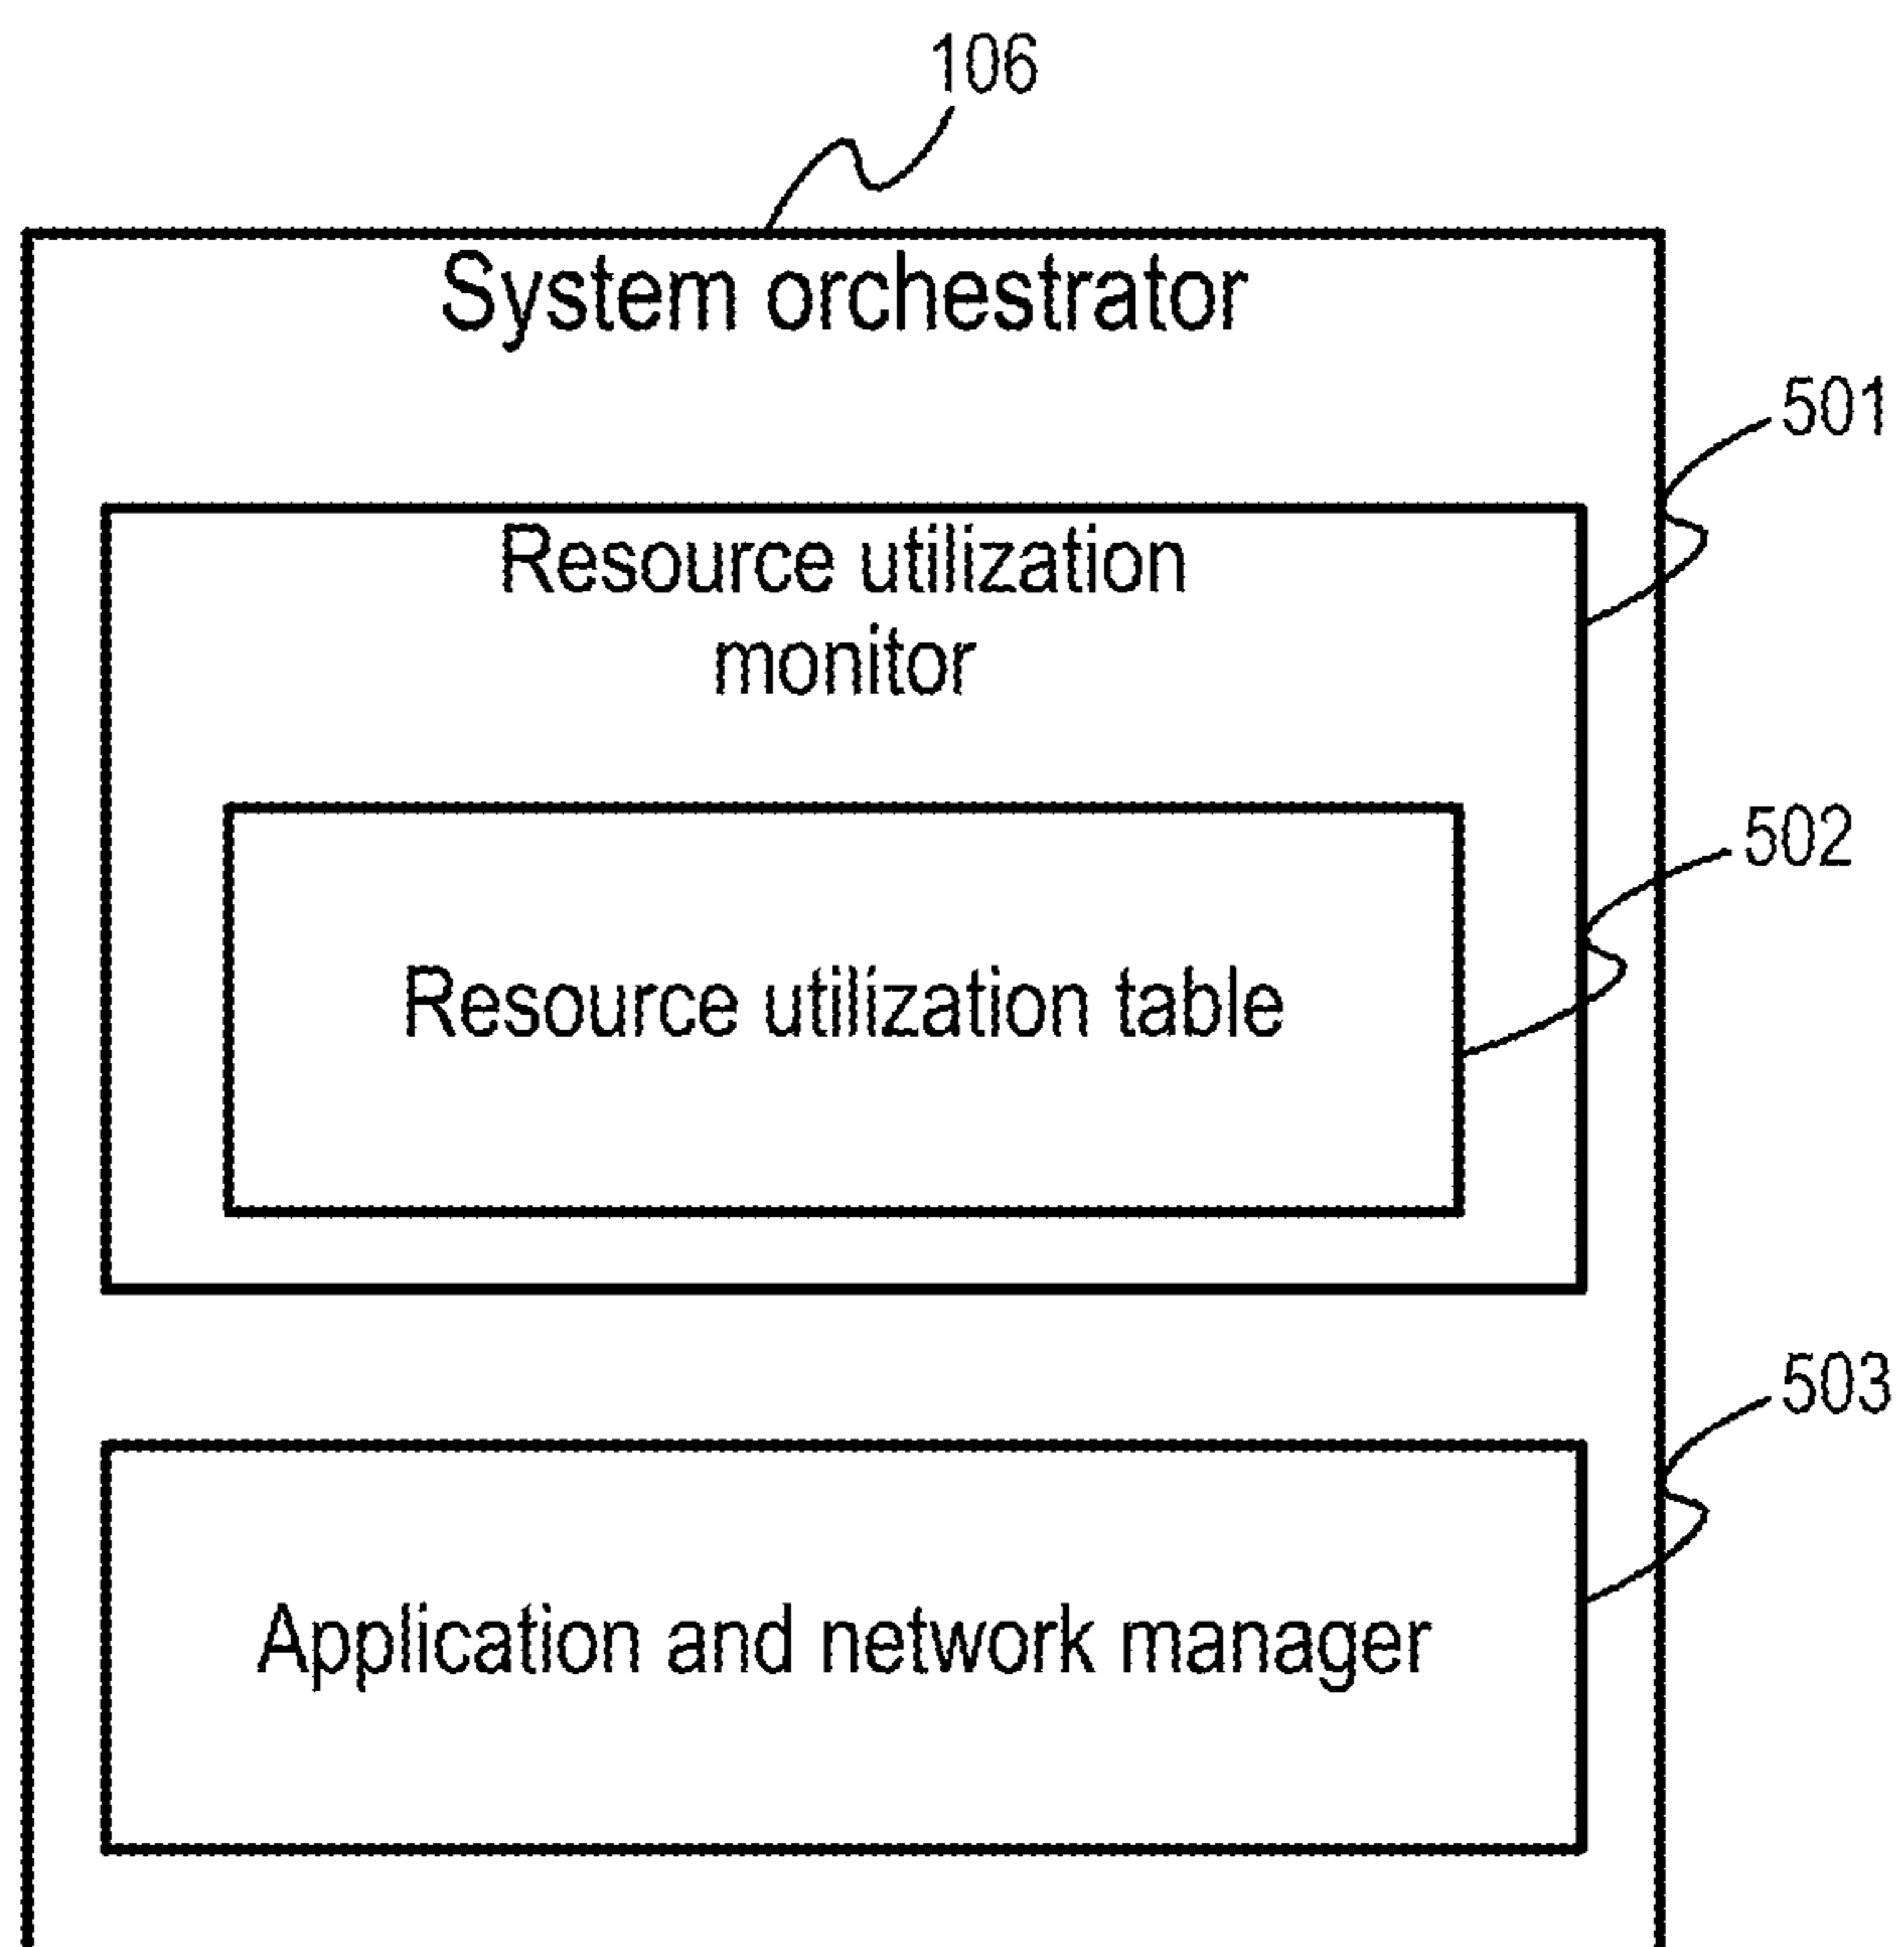 106
System orchestrator
501
Resource utilization
monitor
502
Resource utilization table
503
Application and network manager